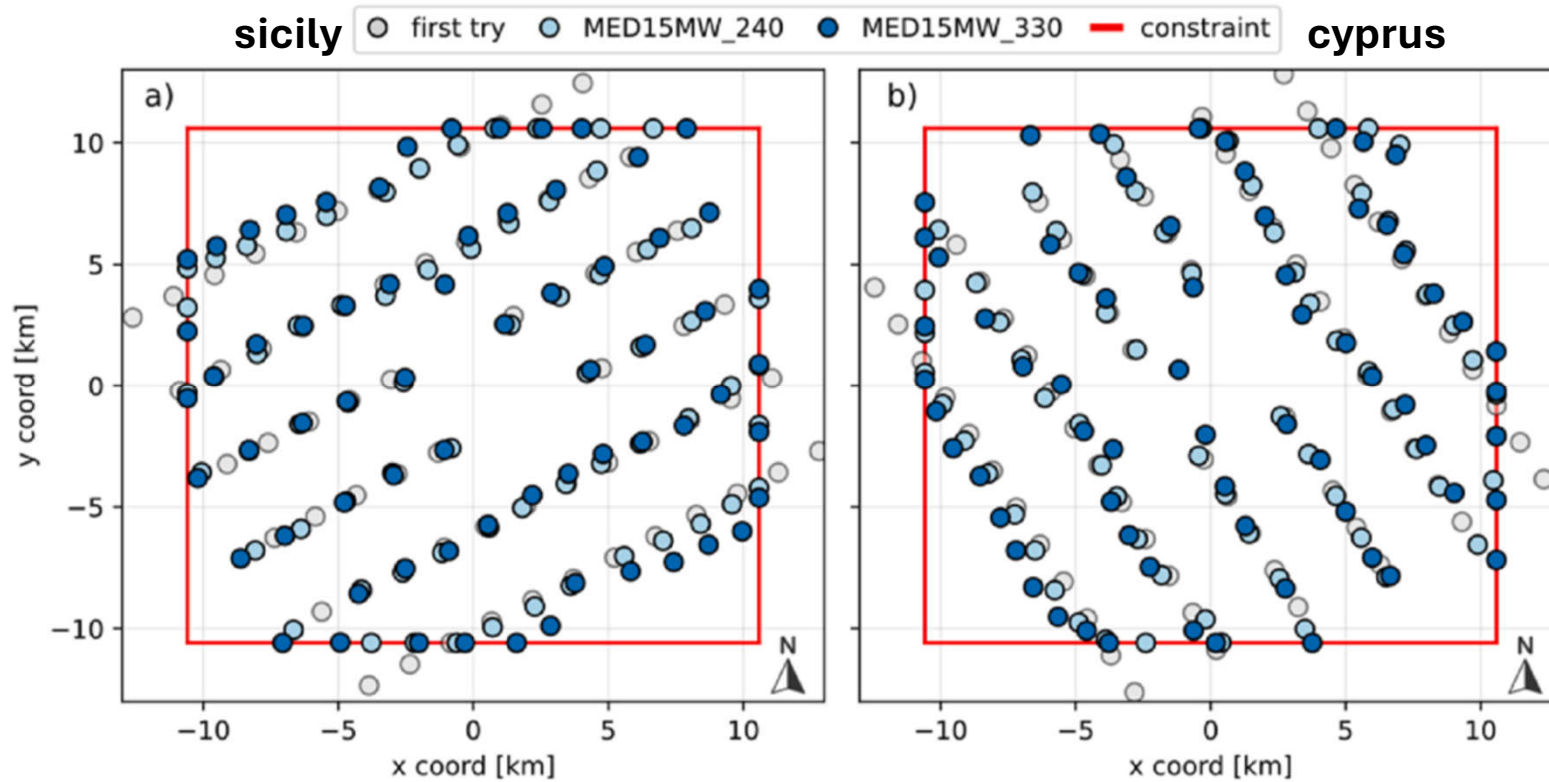 sicily first try MED15MW_240 MED15MW_330 constraint cyprus
a) b)
10
5
0
−5
−10
y coord [km]
N N
−10 −5 0 5 10 −10 −5 0 5 10
x coord [km] x coord [km]